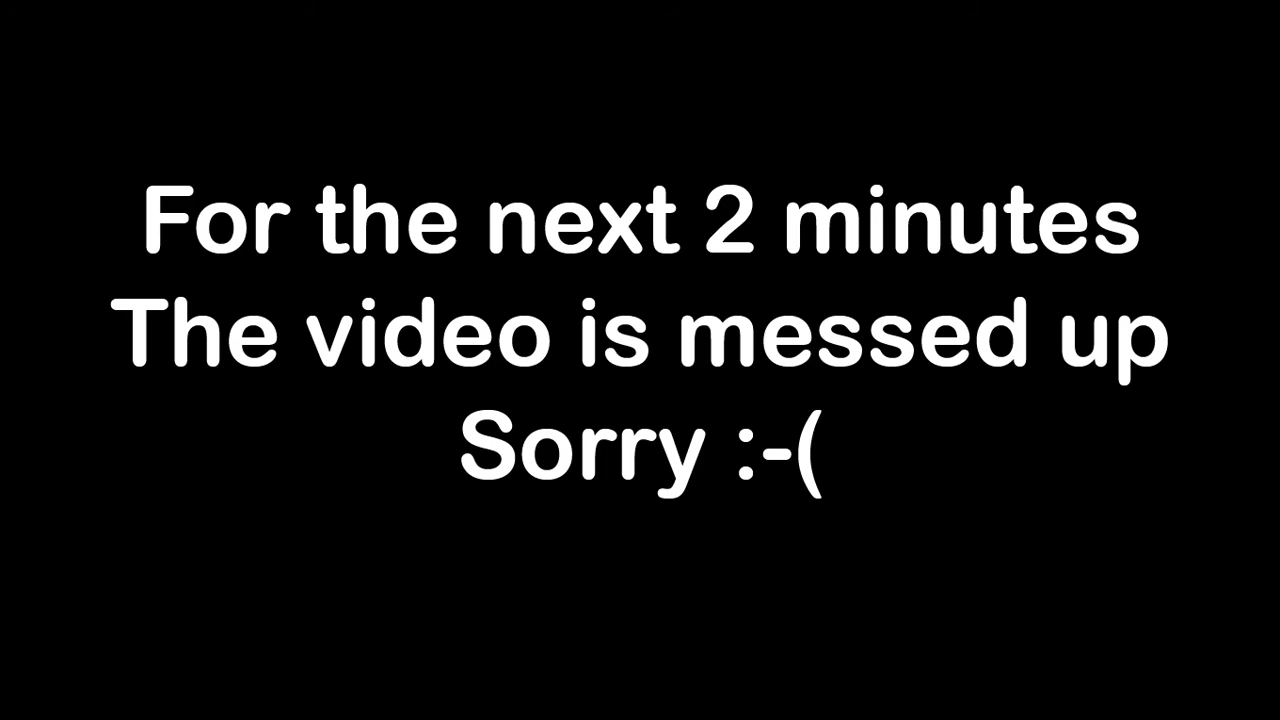 For the next 2 minutes
The video is messed up
Sorry :-(